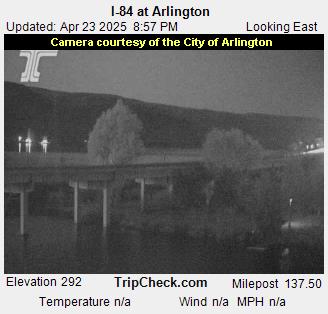 I-84 at Arlington
Updated: Apr 23 2025 8:57 PM Looking East
Camera courtesy of the City of Arlington
Elevation 292 TripCheck.com Milepost 137.50
Temperature n/a Wind n/a MPH n/a